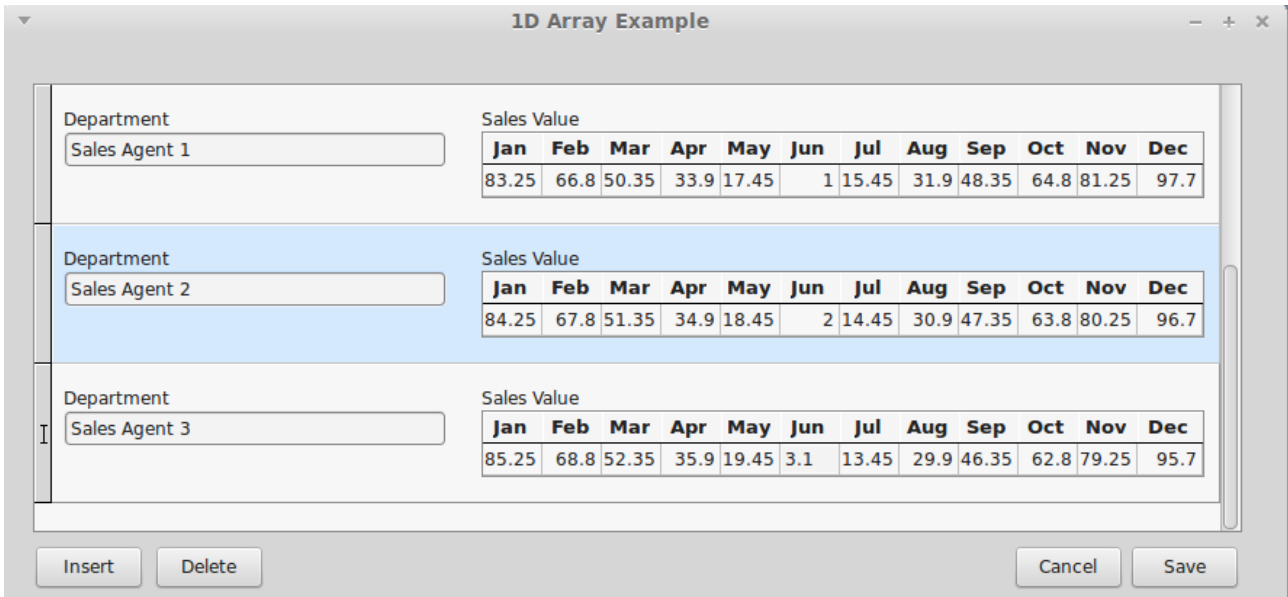 1D Array Example
Department Sales Value
Sales Agent 1
Jan Feb Mar Apr May Jun Jul Aug Sep Oct Nov Dec
83.25 66.8 50.35 33.9 17.45 1 15.45 31.9 48.35 64.8 81.25 97.7
Department Sales Value
Sales Agent 2
Jan Feb Mar Apr May Jun Jul Aug Sep Oct Nov Dec
84.25 67.8 51.35 34.9 18.45 2 14.45 30.9 47.35 63.8 80.25 96.7
Department Sales Value
Sales Agent 3
Jan Feb Mar Apr May Jun Jul Aug Sep Oct Nov Dec
85.25 68.8 52.35 35.9 19.45 3.1 13.45 29.9 46.35 62.8 79.25 95.7
Insert Delete Cancel Save